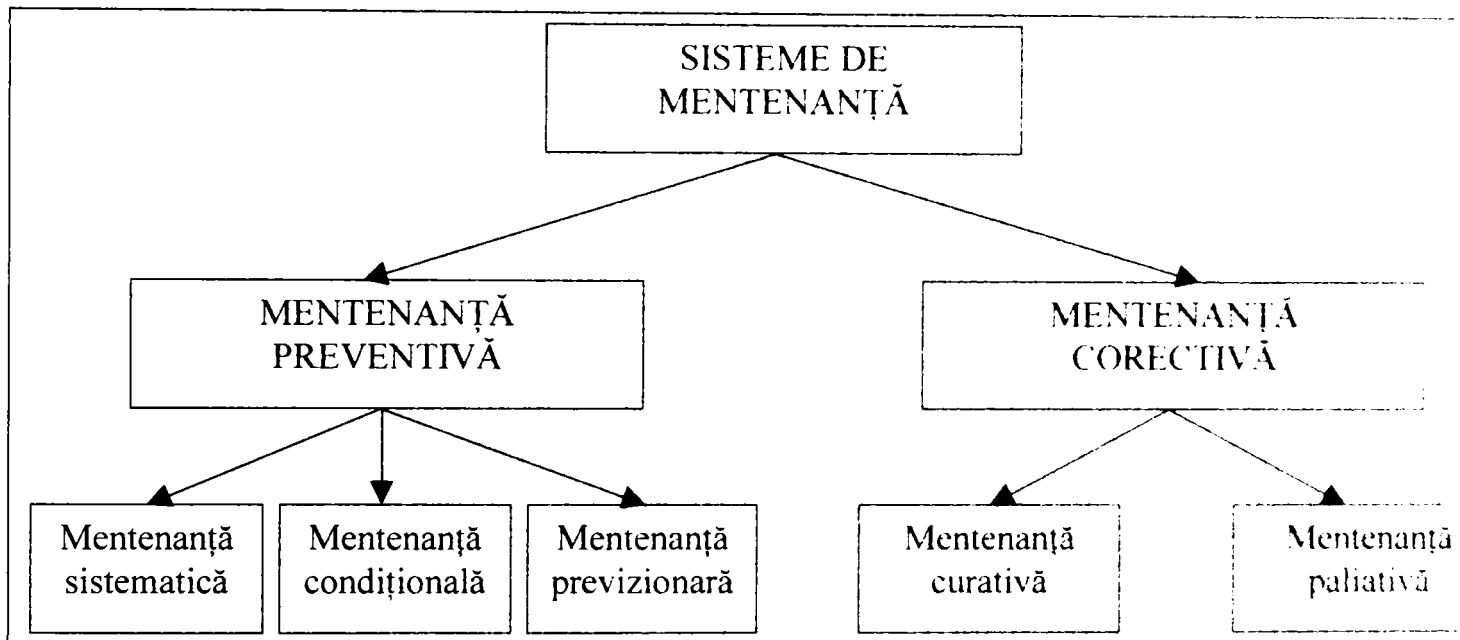 SISTEME DE
MENTENANȚĂ
MENTENANȚĂ
PREVENTIVĂ
MENTENANȚĂ
CORECTIVĂ
Mentenanță
sistematică
Mentenanță
condițională
Mentenanță
previzionară
Mentenanță
curativă
Mentenanță
paliativă